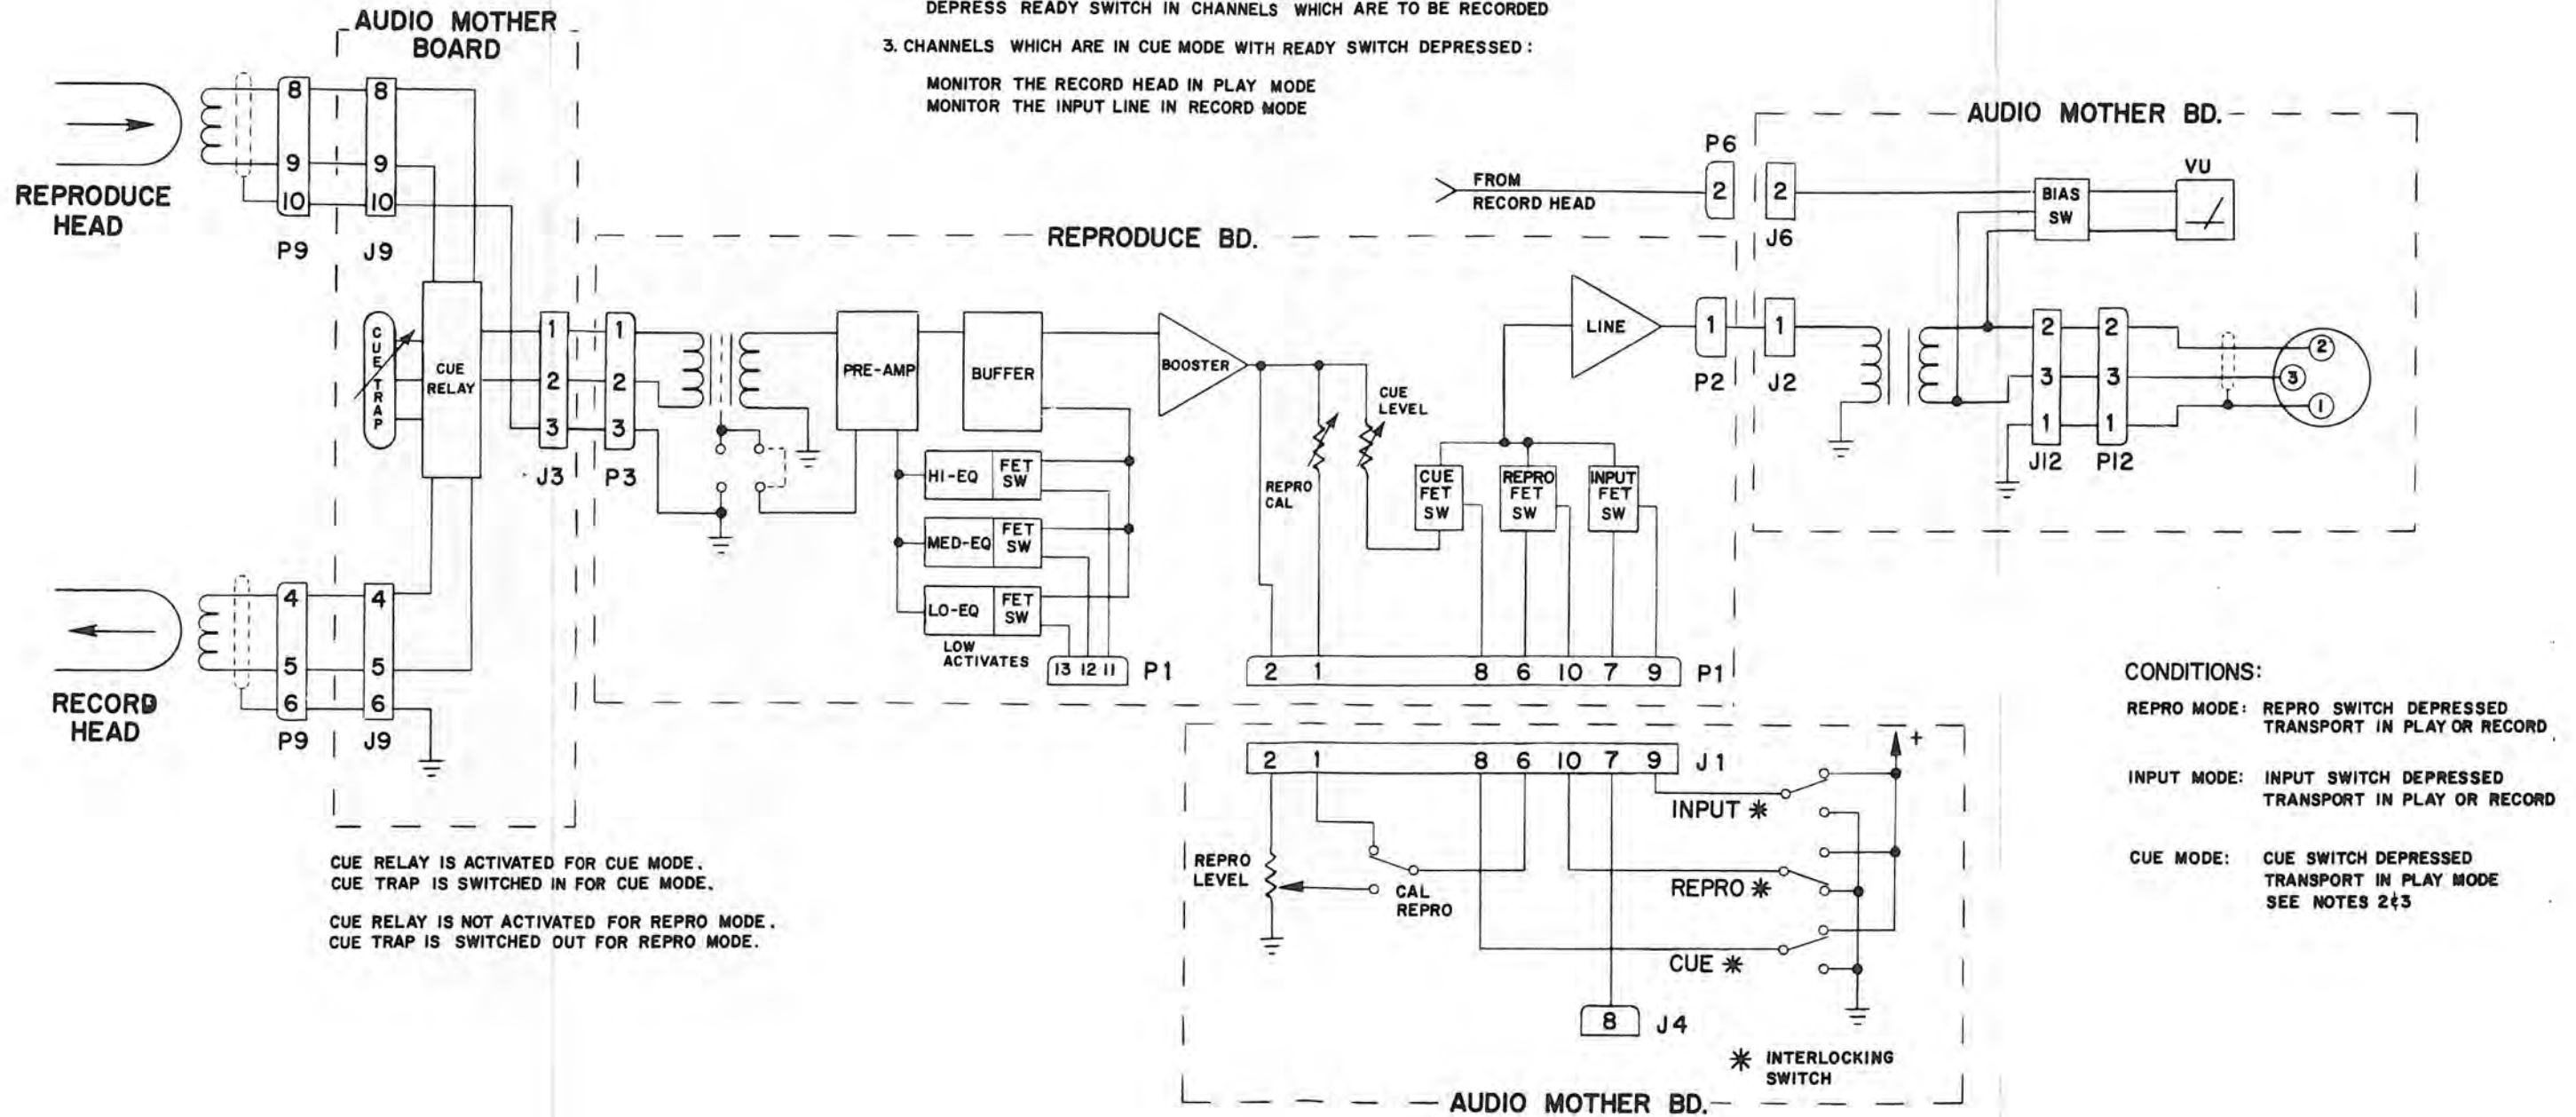 DEPRESS READY SWITCH IN CHANNELS WHICH ARE TO BE RECORDED
3. CHANNELS WHICH ARE IN CUE MODE WITH READY SWITCH DEPRESSED:
MONITOR THE RECORD HEAD IN PLAY MODE
MONITOR THE INPUT LINE IN RECORD MODE
AUDIO MOTHER
BOARD
8
9
10
P9
8
9
10
J9
REPRODUCE
HEAD
CUE TRAP
CUE
RELAY
1
2
3
J3
4
5
6
P9
4
5
6
J9
RECORD
HEAD
CUE RELAY IS ACTIVATED FOR CUE MODE.
CUE TRAP IS SWITCHED IN FOR CUE MODE.
CUE RELAY IS NOT ACTIVATED FOR REPRO MODE.
CUE TRAP IS SWITCHED OUT FOR REPRO MODE.
REPRODUCE BD.
1
2
3
P3
PRE-AMP
BUFFER
HI-EQ
FET
SW
MED-EQ
FET
SW
LO-EQ
FET
SW
LOW
ACTIVATES
13 12 11 P1
BOOSTER
REPRO
CAL
CUE
LEVEL
CUE
FET
SW
REPRO
FET
SW
INPUT
FET
SW
LINE
1
P2
2 1 8 6 10 7 9 P1
FROM
RECORD HEAD
P6
2
AUDIO MOTHER BD.
2
J6
BIAS
SW
VU
1
J2
2
3
1
J12
2
3
1
P12
2
3
1
2 1 8 6 10 7 9 J1
+
INPUT *
REPRO
LEVEL
CAL
REPRO
REPRO *
CUE *
8 J4
* INTERLOCKING
SWITCH
AUDIO MOTHER BD.
CONDITIONS:
REPRO MODE: REPRO SWITCH DEPRESSED
TRANSPORT IN PLAY OR RECORD
INPUT MODE: INPUT SWITCH DEPRESSED
TRANSPORT IN PLAY OR RECORD
CUE MODE: CUE SWITCH DEPRESSED
TRANSPORT IN PLAY MODE
SEE NOTES 2¢3